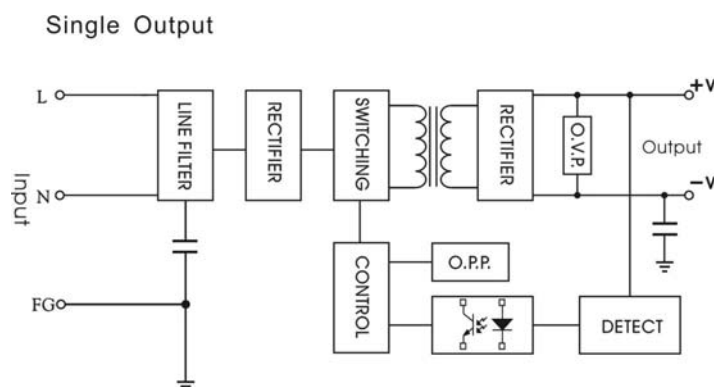 Single Output
L
N
FG
Input
LINE FILTER
RECTIFIER
SWITCHING
RECTIFIER
O.V.P.
+V
Output
-V
CONTROL
O.P.P.
DETECT